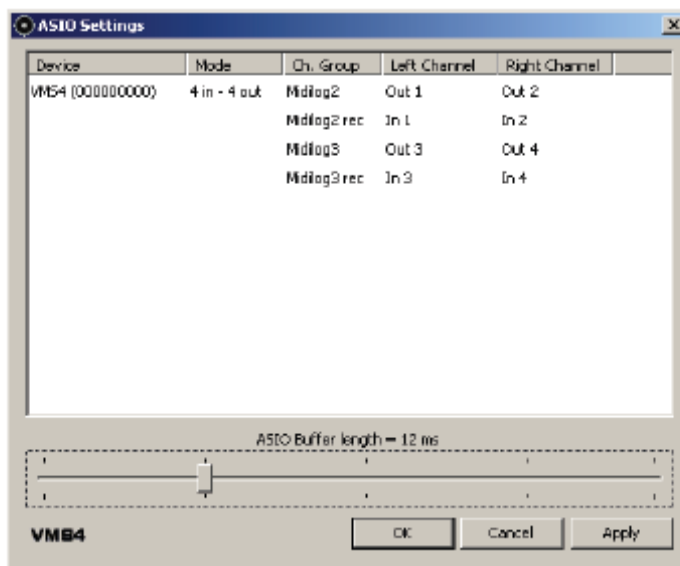 ASIO Settings
Device Mode Ch. Group Left Channel Right Channel
VMS4 (000000000) 4 in - 4 out Midilog2 Out 1 Out 2
Midilog2 rec In 1 In 2
Midilog3 Out 3 Out 4
Midilog3 rec In 3 In 4
ASIO Buffer length = 12 ms
VMS4 OK Cancel Apply